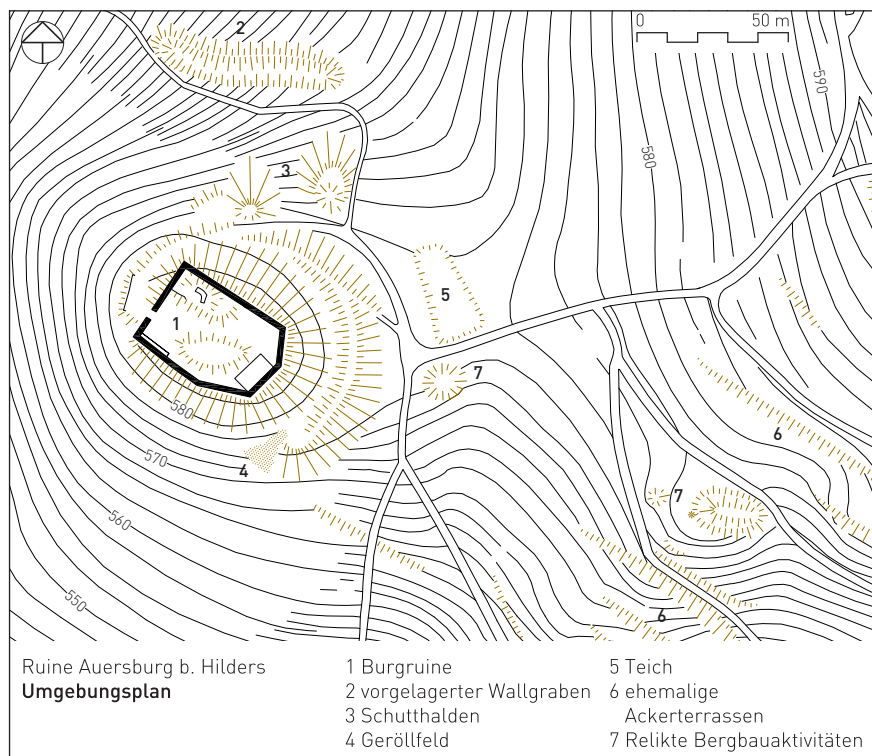 0 50 m
2
590
580
3
5
1
7
580
6
570
4
7
560
550
6
Ruine Auersburg b. Hilders
Umgebungsplan
1 Burgruine
2 vorgelagerter Wallgraben
3 Schutthalden
4 Geröllfeld
5 Teich
6 ehemalige
Ackerterrassen
7 Relikte Bergbauaktivitäten